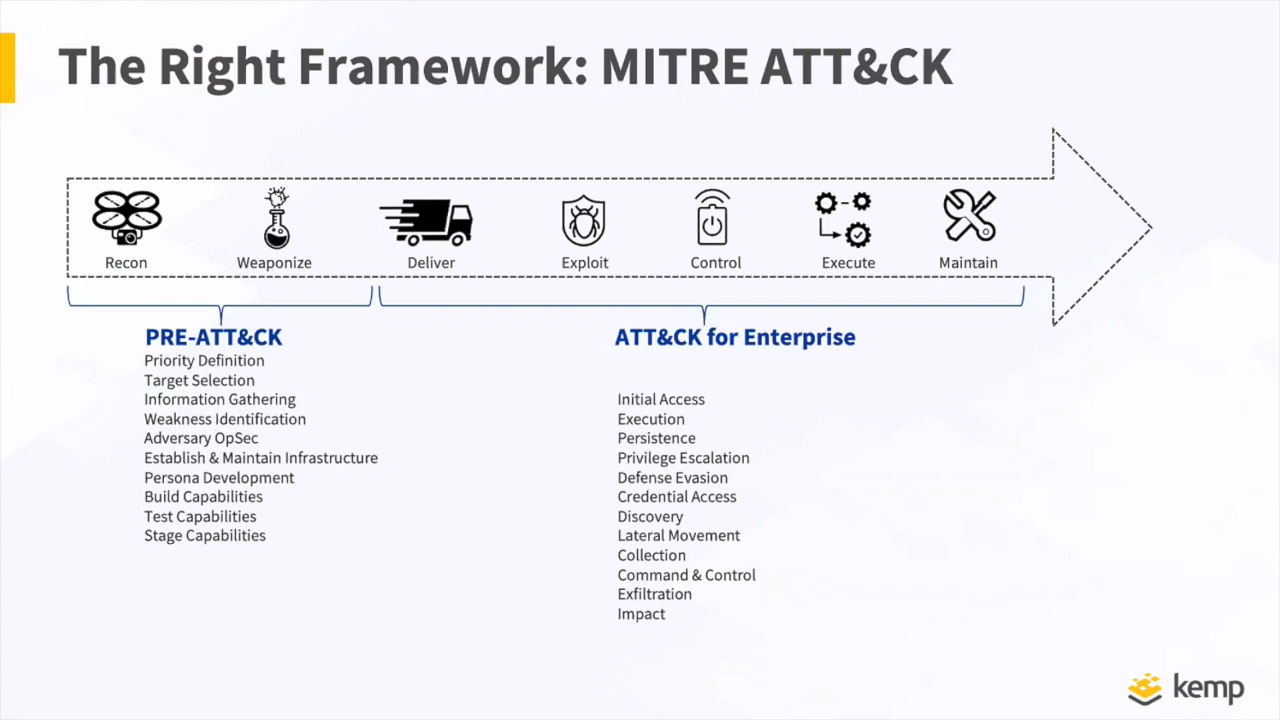 The Right Framework: MITRE ATT&CK
Recon
Weaponize
Deliver
Exploit
Control
Execute
Maintain
PRE-ATT&CK
Priority Definition
Target Selection
Information Gathering
Weakness Identification
Adversary OpSec
Establish & Maintain Infrastructure
Persona Development
Build Capabilities
Test Capabilities
Stage Capabilities
ATT&CK for Enterprise
Initial Access
Execution
Persistence
Privilege Escalation
Defense Evasion
Credential Access
Discovery
Lateral Movement
Collection
Command & Control
Exfiltration
Impact
kemp